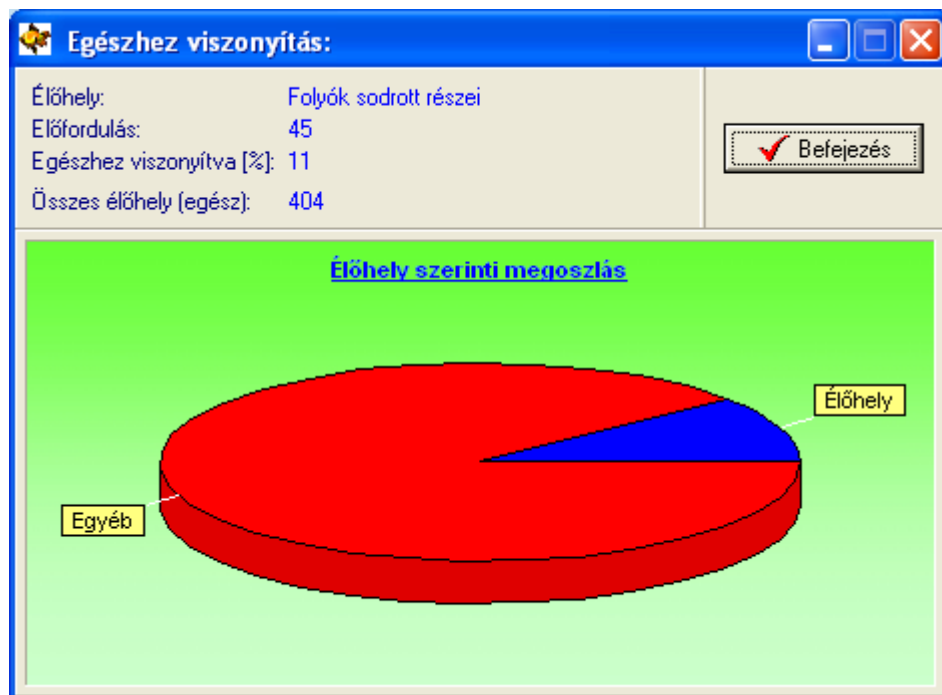 Egészhez viszonyítás:
Élőhely: Folyók sodrott részei
Előfordulás: 45
Egészhez viszonyítva [%]: 11
Összes élőhely (egész): 404
Befejezés
Élőhely szerinti megoszlás
Élőhely
Egyéb